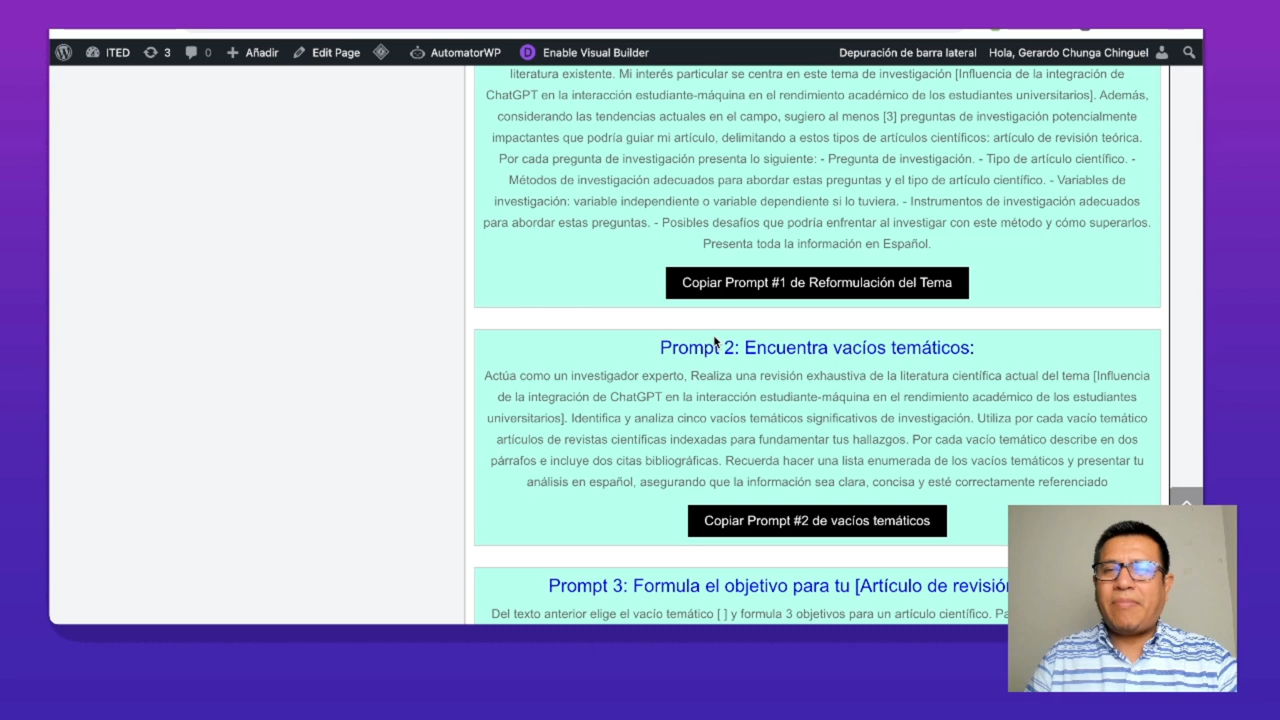 ITED 3 0 Añadir Edit Page AutomatorWP D Enable Visual Builder Depuración de barra lateral Hola, Gerardo Chunga Chinguel
literatura existente. Mi interés particular se centra en este tema de investigación [Influencia de la integración de
ChatGPT en la interacción estudiante-máquina en el rendimiento académico de los estudiantes universitarios]. Además,
considerando las tendencias actuales en el campo, sugiero al menos [3] preguntas de investigación potencialmente
impactantes que podría guiar mi artículo, delimitando a estos tipos de artículos científicos: artículo de revisión teórica.
Por cada pregunta de investigación presenta lo siguiente: - Pregunta de investigación. - Tipo de artículo científico. -
Métodos de investigación adecuados para abordar estas preguntas y el tipo de artículo científico. - Variables de
investigación: variable independiente o variable dependiente si lo tuviera. - Instrumentos de investigación adecuados
para abordar estas preguntas. - Posibles desafíos que podría enfrentar al investigar con este método y cómo superarlos.
Presenta toda la información en Español.
Copiar Prompt #1 de Reformulación del Tema
Prompt 2: Encuentra vacíos temáticos:
Actúa como un investigador experto, Realiza una revisión exhaustiva de la literatura científica actual del tema [Influencia
de la integración de ChatGPT en la interacción estudiante-máquina en el rendimiento académico de los estudiantes
universitarios]. Identifica y analiza cinco vacíos temáticos significativos de investigación. Utiliza por cada vacío temático
artículos de revistas científicas indexadas para fundamentar tus hallazgos. Por cada vacío temático describe en dos
párrafos e incluye dos citas bibliográficas. Recuerda hacer una lista enumerada de los vacíos temáticos y presentar tu
análisis en español, asegurando que la información sea clara, concisa y esté correctamente referenciado
Copiar Prompt #2 de vacíos temáticos
Prompt 3: Formula el objetivo para tu [Artículo de revisió
Del texto anterior elige el vacío temático [ ] y formula 3 objetivos para un artículo científico. Pa